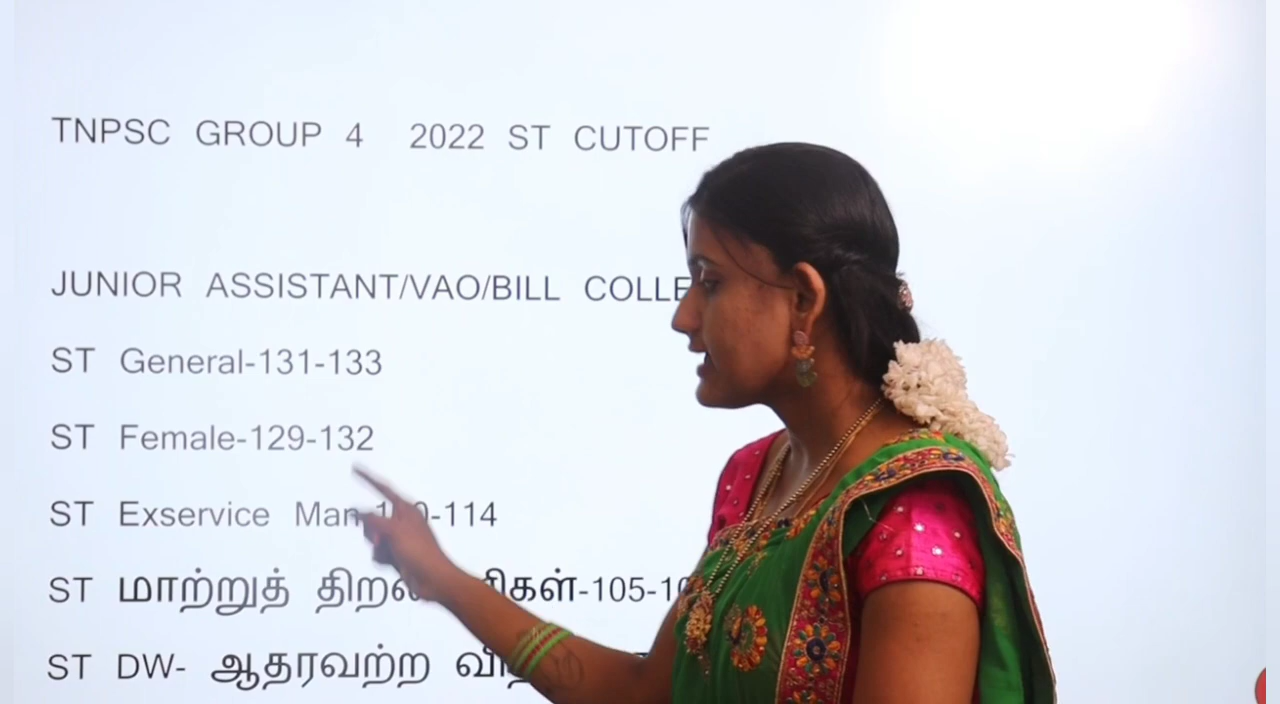 TNPSC GROUP 4 2022 ST CUTOFF
JUNIOR ASSISTANT/VAO/BILL
ST General-131-133
ST Female-129-132
ST Exservice Man
ST மாற்றுத்
ST DW- ஆதரவற்ற